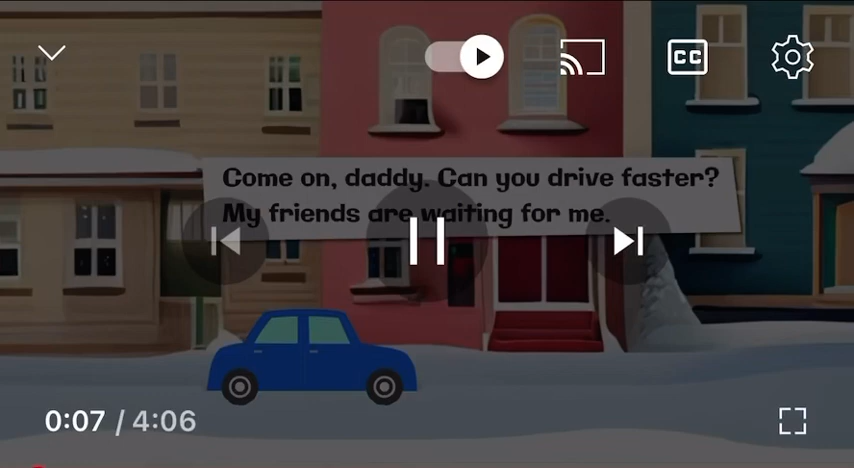 CC
Come on, daddy. Can you drive faster?
My friends are waiting for me.
0:07 / 4:06